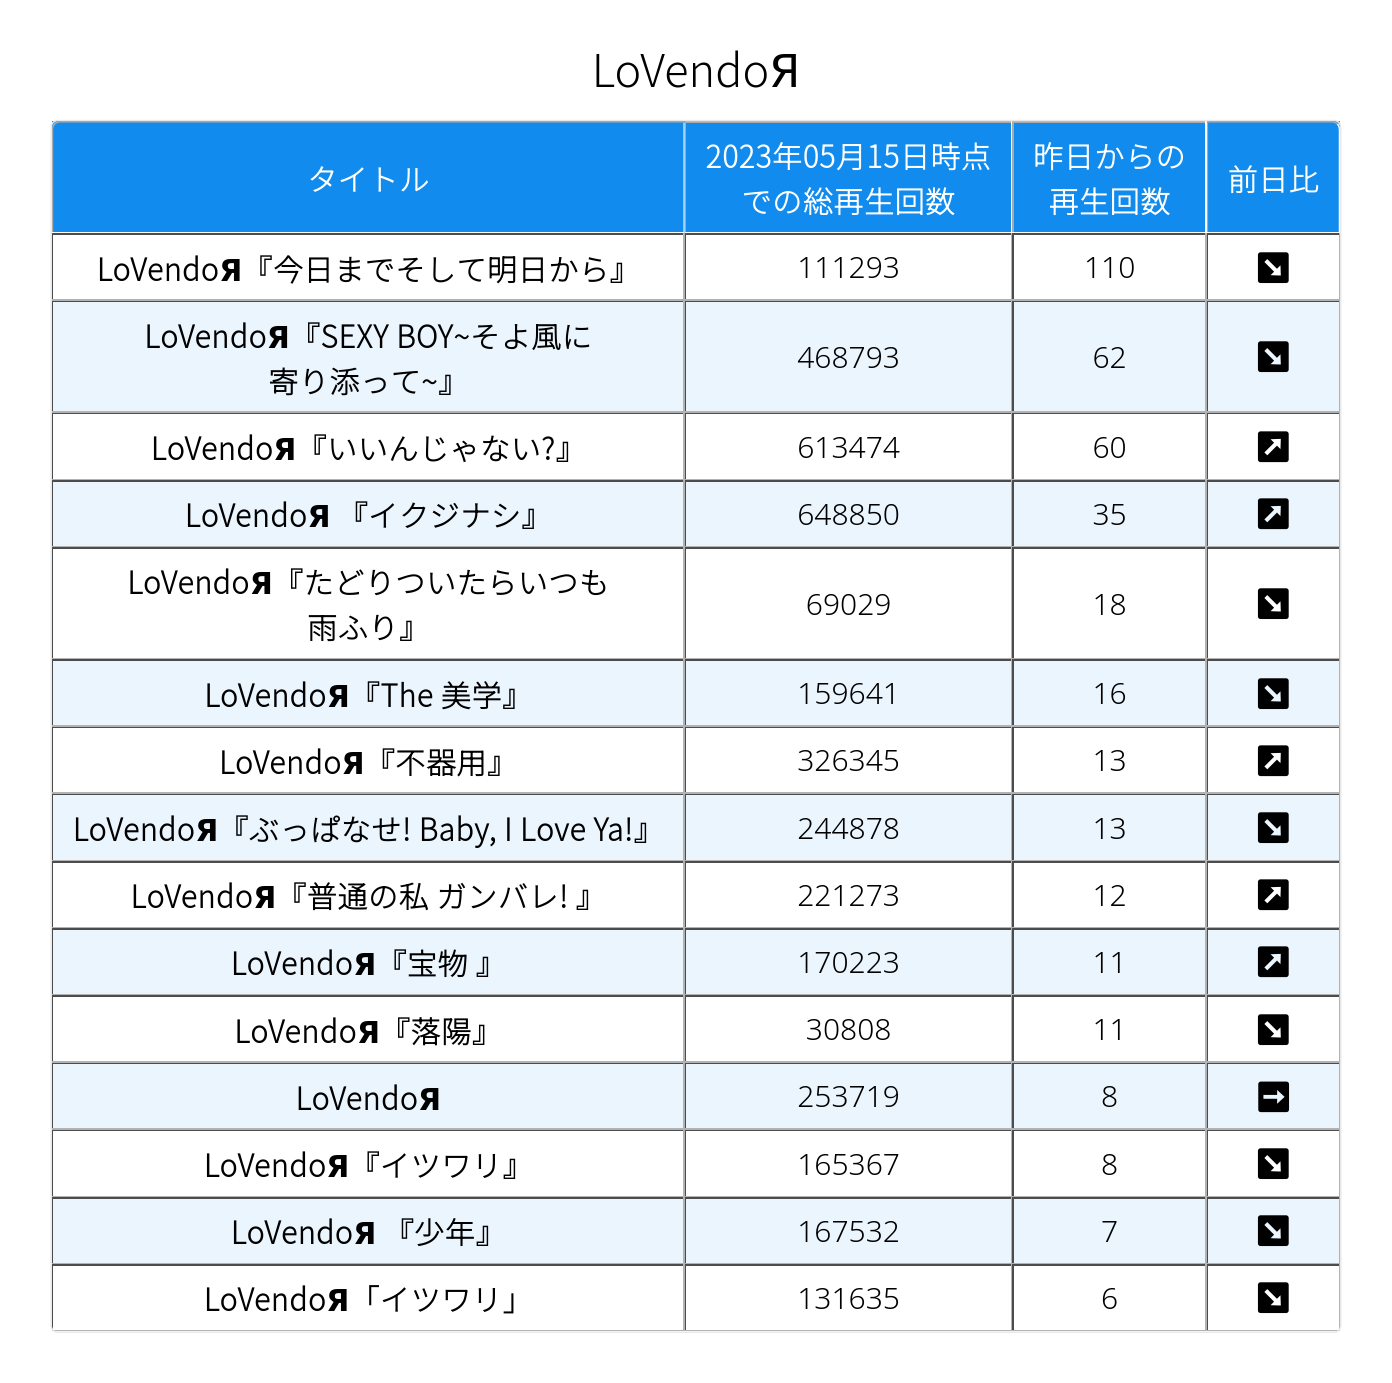 LoVendoЯ
タイトル
2023年05月15日時点
での総再生回数
昨日からの
再生回数
前日比
LoVendoЯ『今日までそして明日から』 111293 110 ↘
LoVendoЯ『SEXY BOY~そよ風に
寄り添って~』 468793 62 ↘
LoVendoЯ『いいんじゃない?』 613474 60 ↗
LoVendoЯ 『イクジナシ』 648850 35 ↗
LoVendoЯ『たどりついたらいつも
雨ふり』 69029 18 ↘
LoVendoЯ『The 美学』 159641 16 ↘
LoVendoЯ『不器用』 326345 13 ↗
LoVendoЯ『ぶっぱなせ! Baby, I Love Ya!』 244878 13 ↘
LoVendoЯ『普通の私 ガンバレ! 』 221273 12 ↗
LoVendoЯ『宝物 』 170223 11 ↗
LoVendoЯ『落陽』 30808 11 ↘
LoVendoЯ 253719 8 →
LoVendoЯ『イツワリ』 165367 8 ↘
LoVendoЯ 『少年』 167532 7 ↘
LoVendoЯ「イツワリ」 131635 6 ↘